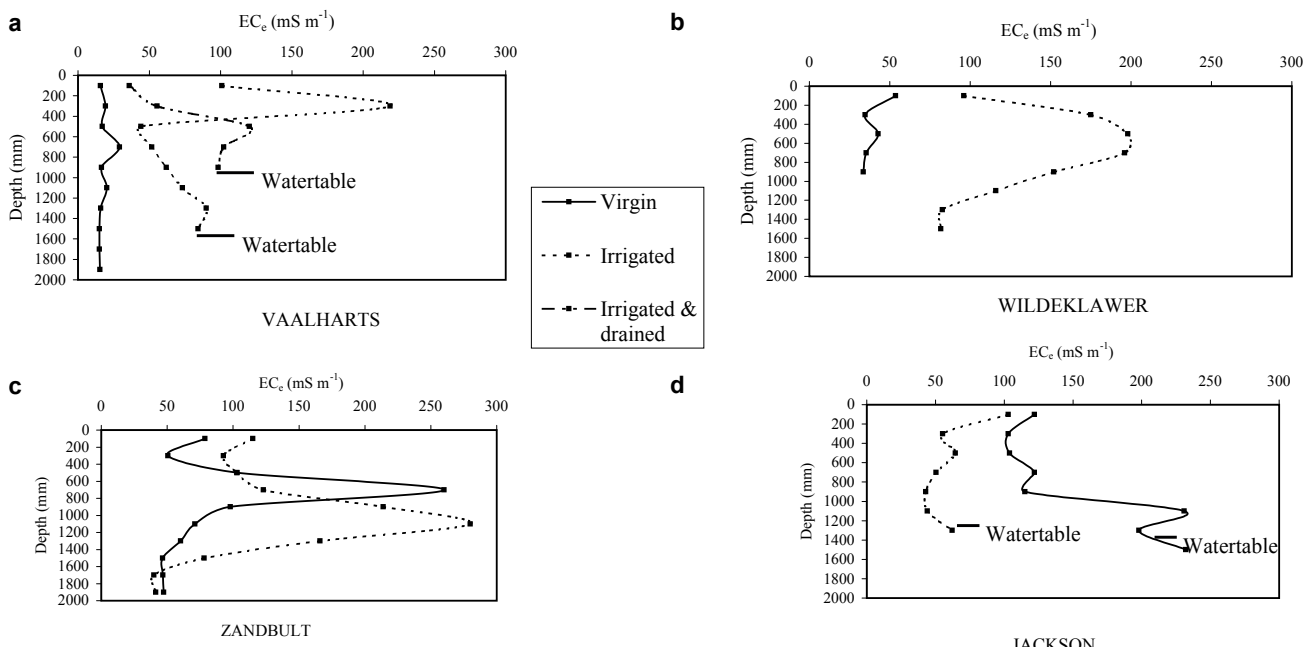 a
ECe (mS m-1)
0 50 100 150 200 250 300
0
200
400
600
800
1000
1200
1400
1600
1800
2000
Depth (mm)
Watertable
Watertable
VAALHARTS
b
ECe (mS m-1)
0 50 100 150 200 250 300
0
200
400
600
800
1000
1200
1400
1600
1800
2000
Depth (mm)
WILDEKLAWER
Virgin
Irrigated
Irrigated &
drained
c
ECe (mS m-1)
0 50 100 150 200 250 300
0
200
400
600
800
1000
1200
1400
1600
1800
2000
Depth (mm)
ZANDBULT
d
ECe (mS m-1)
0 50 100 150 200 250 300
0
200
400
600
800
1000
1200
1400
1600
1800
2000
Depth (mm)
Watertable
Watertable
JACKSON